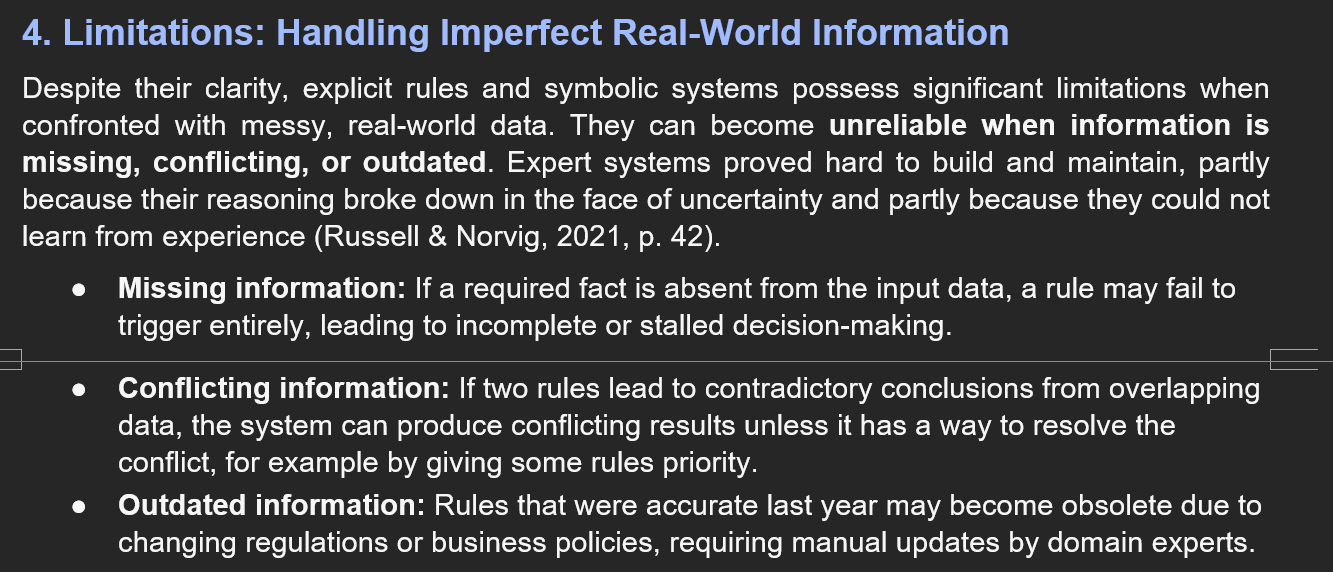 4. Limitations: Handling Imperfect Real-World Information
Despite their clarity, explicit rules and symbolic systems possess significant limitations when
confronted with messy, real-world data. They can become unreliable when information is
missing, conflicting, or outdated. Expert systems proved hard to build and maintain, partly
because their reasoning broke down in the face of uncertainty and partly because they could not
learn from experience (Russell & Norvig, 2021, p. 42).
● Missing information: If a required fact is absent from the input data, a rule may fail to
trigger entirely, leading to incomplete or stalled decision-making.
● Conflicting information: If two rules lead to contradictory conclusions from overlapping
data, the system can produce conflicting results unless it has a way to resolve the
conflict, for example by giving some rules priority.
● Outdated information: Rules that were accurate last year may become obsolete due to
changing regulations or business policies, requiring manual updates by domain experts.